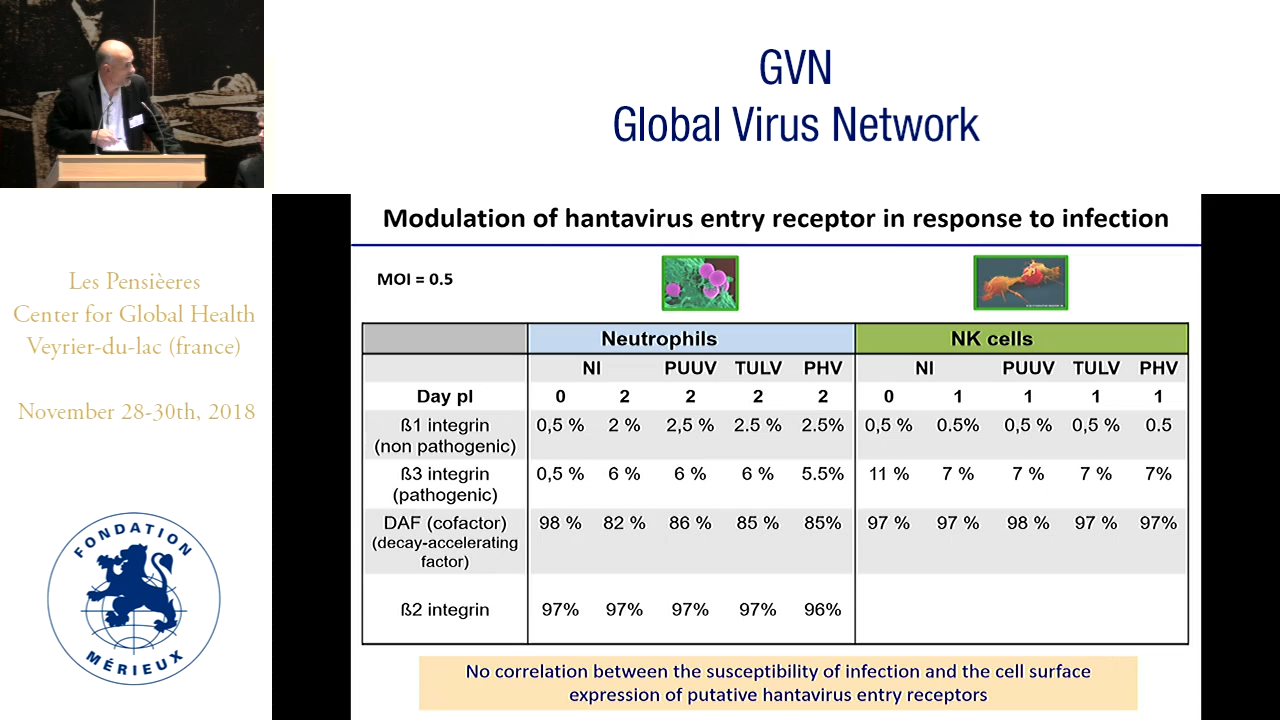 GVN
Global Virus Network
Les Pensièeres
Center for Global Health
Veyrier-du-lac (france)
November 28-30th, 2018
FONDATION
MÉRIEUX
Modulation of hantavirus entry receptor in response to infection
MOI = 0.5
Neutrophils NK cells
NI PUUV TULV PHV NI PUUV TULV PHV
Day pI 0 2 2 2 2 0 1 1 1 1
ß1 integrin 0,5 % 2 % 2,5 % 2.5 % 2.5% 0,5 % 0.5% 0,5 % 0,5 % 0.5
(non pathogenic)
ß3 integrin 0,5 % 6 % 6 % 6 % 5.5% 11 % 7 % 7 % 7 % 7%
(pathogenic)
DAF (cofactor) 98 % 82 % 86 % 85 % 85% 97 % 97 % 98 % 97 % 97%
(decay-accelerating
factor)
ß2 integrin 97% 97% 97% 97% 96%
No correlation between the susceptibility of infection and the cell surface
expression of putative hantavirus entry receptors